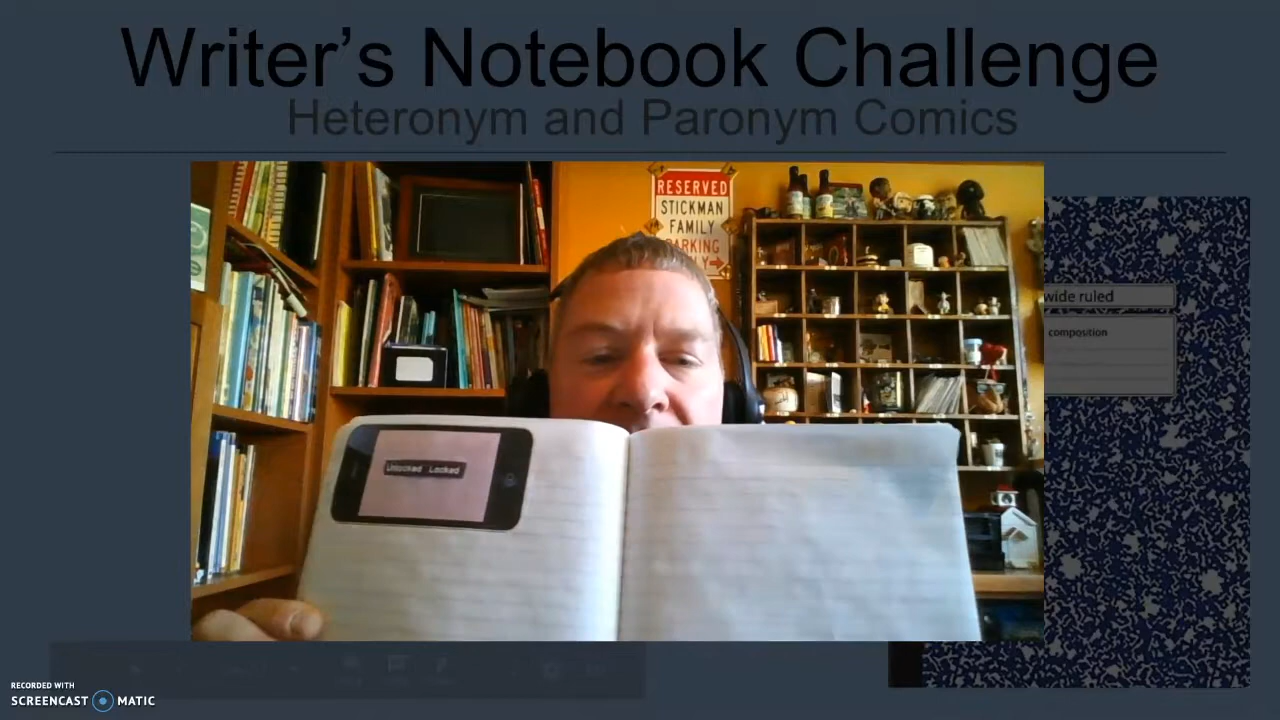 Writer's Notebook Challenge
Heteronym and Paronym Comics
RESERVED
STICKMAN
FAMILY
PARKING
wide ruled
composition
Unlocked Locked
RECORDED WITH
SCREENCAST MATIC